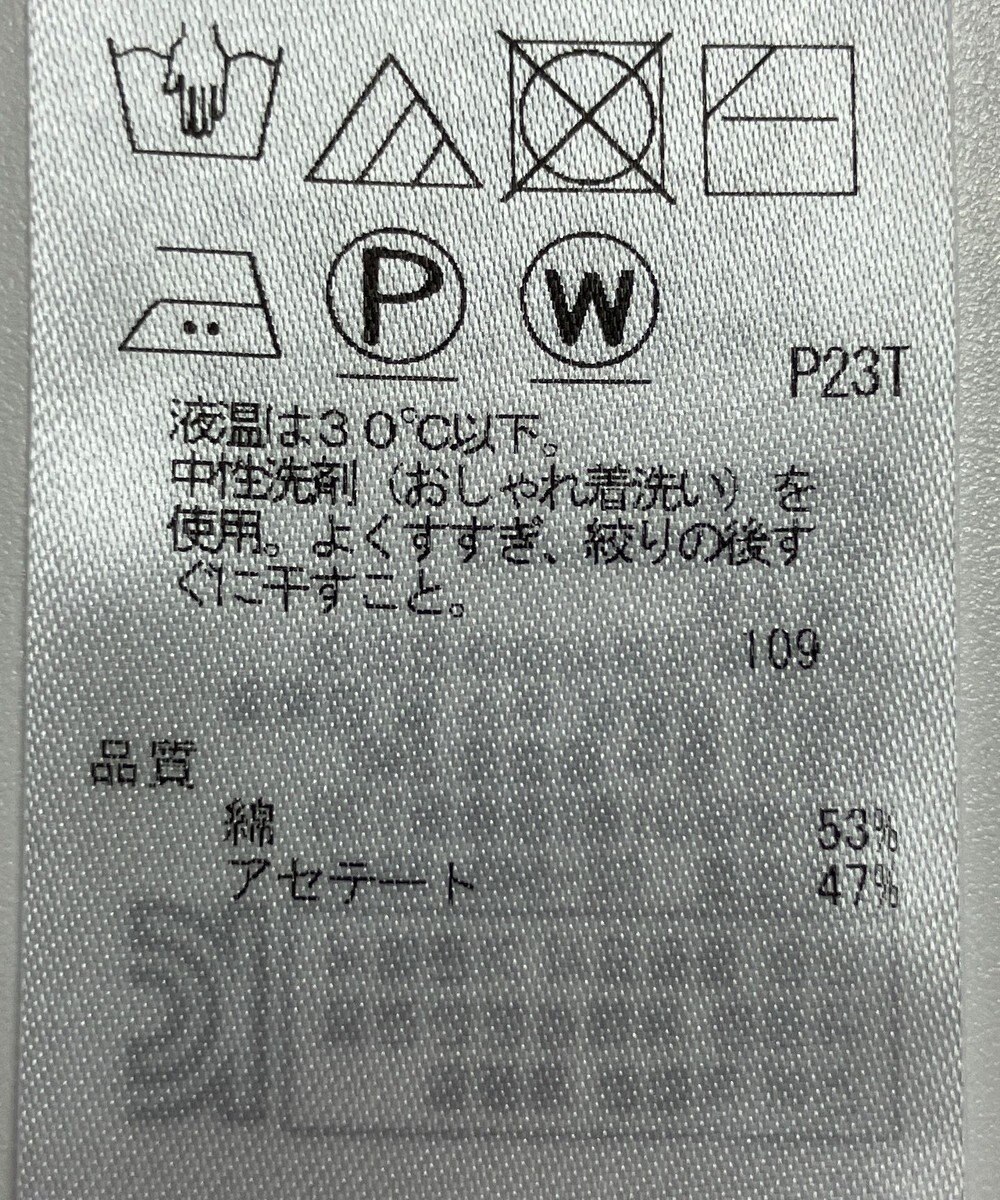 P W
P23T
液温は30℃以下。
中性洗剤（おしゃれ着洗い）を
使用。よくすすぎ、絞りの後す
ぐに干すこと。
109
品質
綿 53%
アセテート 47%